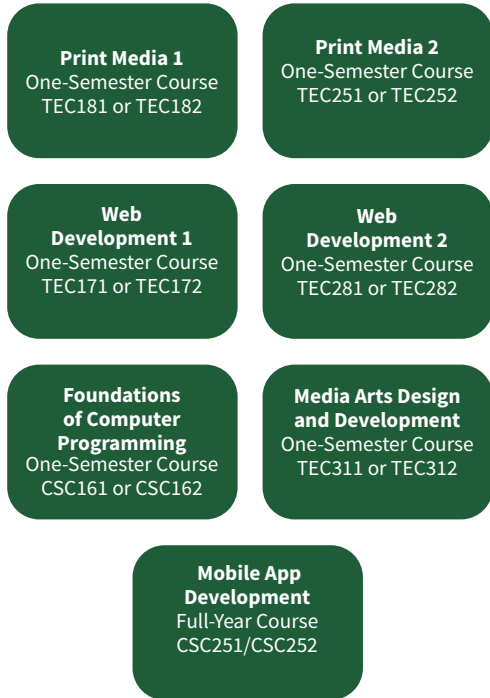 Print Media 1
One-Semester Course
TEC181 or TEC182
Print Media 2
One-Semester Course
TEC251 or TEC252
Web
Development 1
One-Semester Course
TEC171 or TEC172
Web
Development 2
One-Semester Course
TEC281 or TEC282
Foundations
of Computer
Programming
One-Semester Course
CSC161 or CSC162
Media Arts Design
and Development
One-Semester Course
TEC311 or TEC312
Mobile App
Development
Full-Year Course
CSC251/CSC252